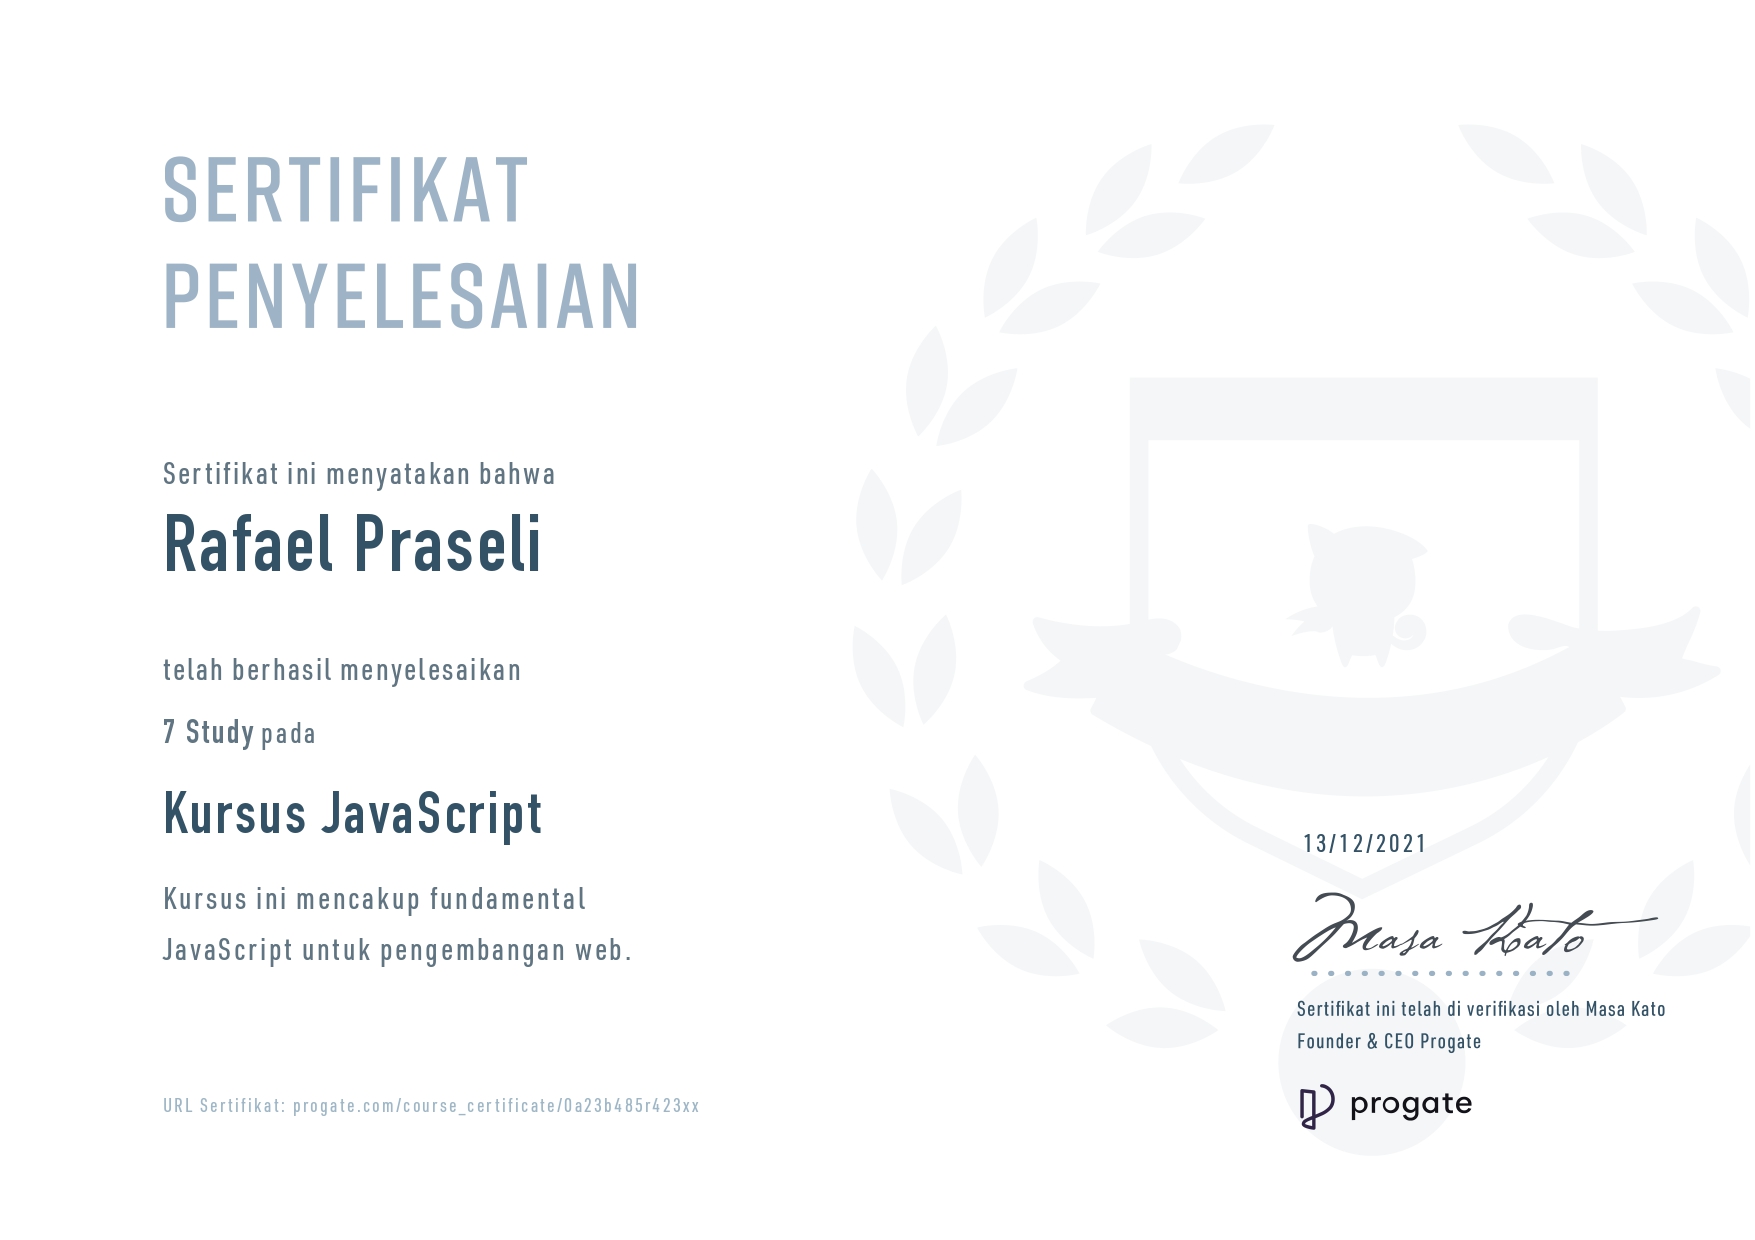 SERTIFIKAT
PENYELESAIAN
Sertifikat ini menyatakan bahwa
Rafael Praseli
telah berhasil menyelesaikan
7 Study pada
Kursus JavaScript
Kursus ini mencakup fundamental
JavaScript untuk pengembangan web.
13/12/2021
Masa Kato
Sertifikat ini telah di verifikasi oleh Masa Kato
Founder & CEO Progate
progate
URL Sertifikat: progate.com/course_certificate/0a23b485r423xx